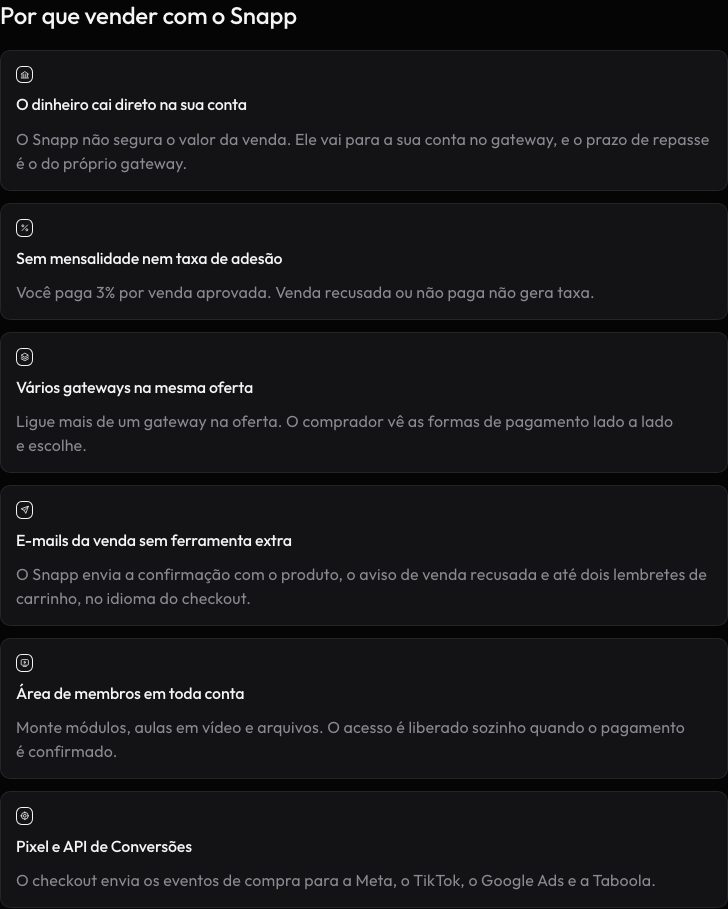 Por que vender com o Snapp
O dinheiro cai direto na sua conta
O Snapp não segura o valor da venda. Ele vai para a sua conta no gateway, e o prazo de repasse
é o do próprio gateway.
Sem mensalidade nem taxa de adesão
Você paga 3% por venda aprovada. Venda recusada ou não paga não gera taxa.
Vários gateways na mesma oferta
Ligue mais de um gateway na oferta. O comprador vê as formas de pagamento lado a lado
e escolhe.
E-mails da venda sem ferramenta extra
O Snapp envia a confirmação com o produto, o aviso de venda recusada e até dois lembretes de
carrinho, no idioma do checkout.
Área de membros em toda conta
Monte módulos, aulas em vídeo e arquivos. O acesso é liberado sozinho quando o pagamento
é confirmado.
Pixel e API de Conversões
O checkout envia os eventos de compra para a Meta, o TikTok, o Google Ads e a Taboola.